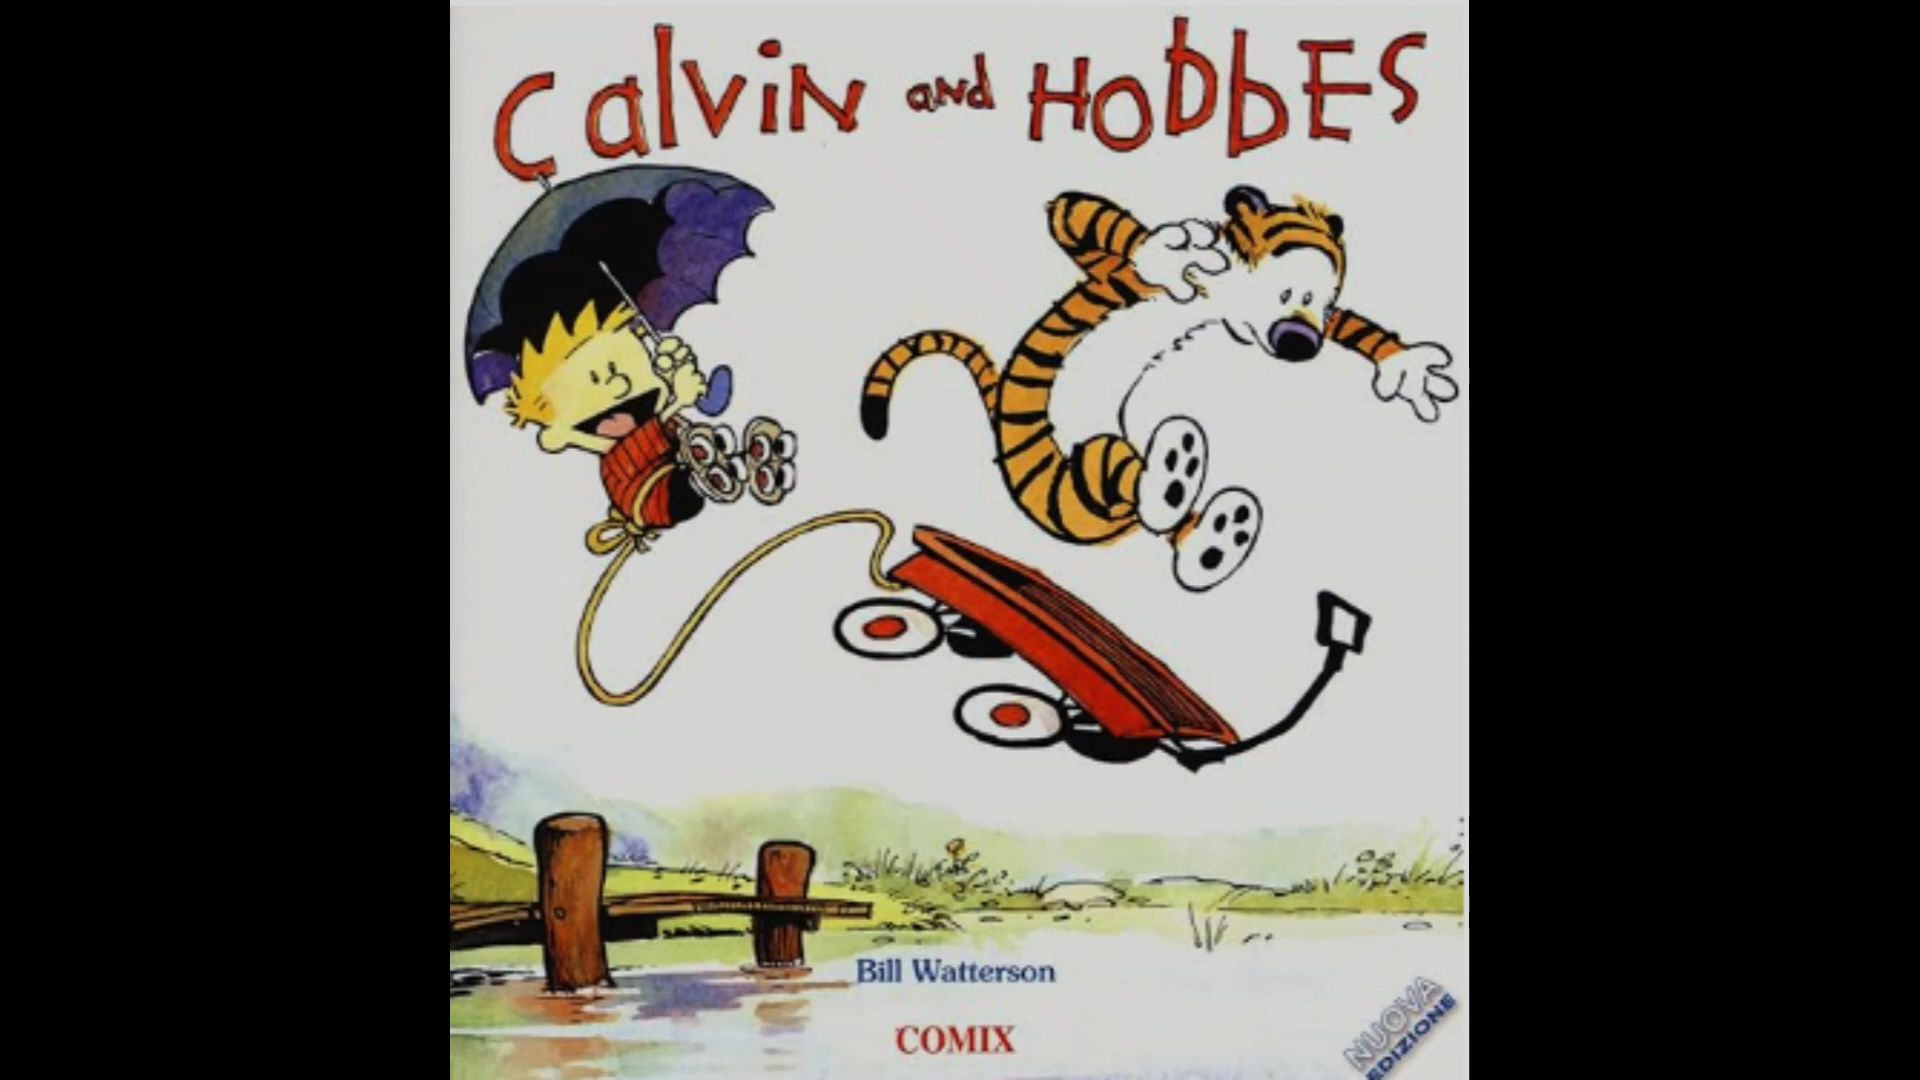 Calvin and Hobbes
Bill Watterson
COMIX
NUOVA
EDIZIONE